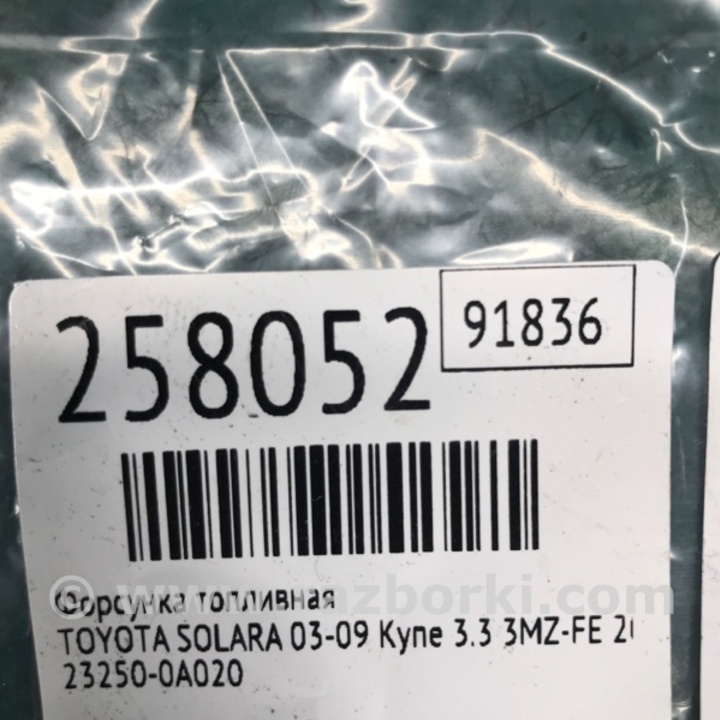 258052
91836
Форсунка топливная
TOYOTA SOLARA 03-09 Купе 3.3 3MZ-FE
23250-0A020